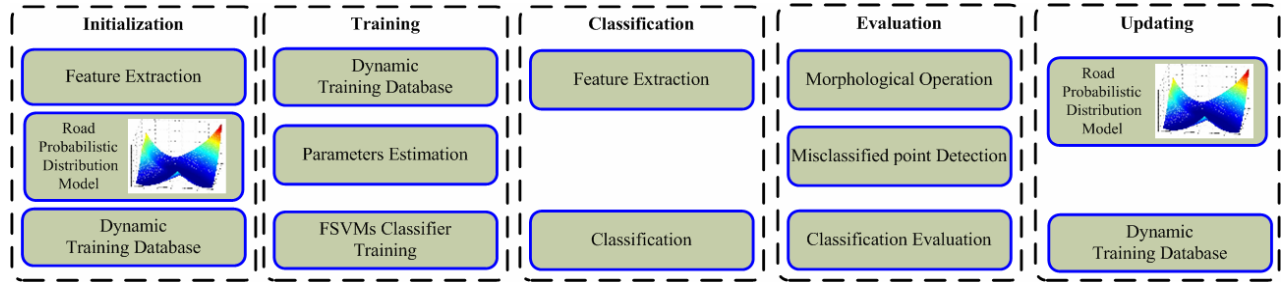 Initialization
Feature Extraction
Road
Probabilistic
Distribution
Model
Dynamic
Training Database
Training
Dynamic
Training Database
Parameters Estimation
FSVMs Classifier
Training
Classification
Feature Extraction
Classification
Evaluation
Morphological Operation
Misclassified point Detection
Classification Evaluation
Updating
Road
Probabilistic
Distribution
Model
Dynamic
Training Database